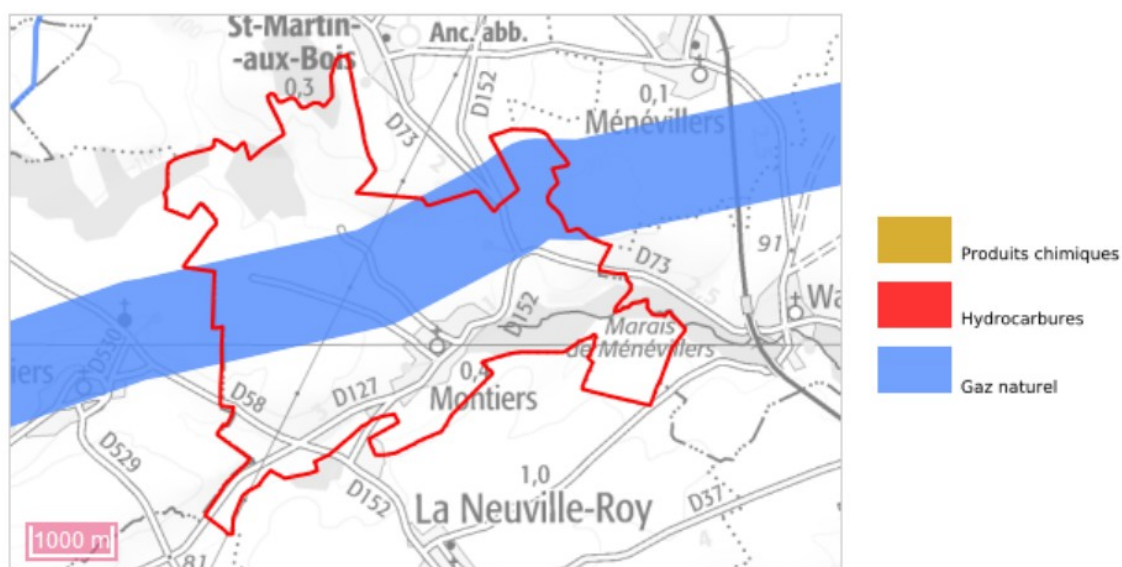 St-Martin-
-aux-Bois
0,3
Anc. abb.
D152
D73
0,1
Ménévillers
91
D73
D152
Marais
de Ménévillers
iers
D530
0,4
Montiers
D58
D127
D529
D152
1,0
La Neuville-Roy
D37
81
1000 m
Produits chimiques
Hydrocarbures
Gaz naturel